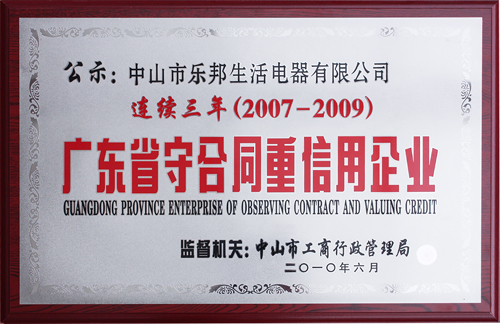 公示：中山市乐邦生活电器有限公司
连续三年(2007-2009)
广东省守合同重信用企业
GUANGDONG PROVINCE ENTERPRISE OF OBSERVING CONTRACT AND VALUING CREDIT
监督机关：中山市工商行政管理局
二〇一〇年六月